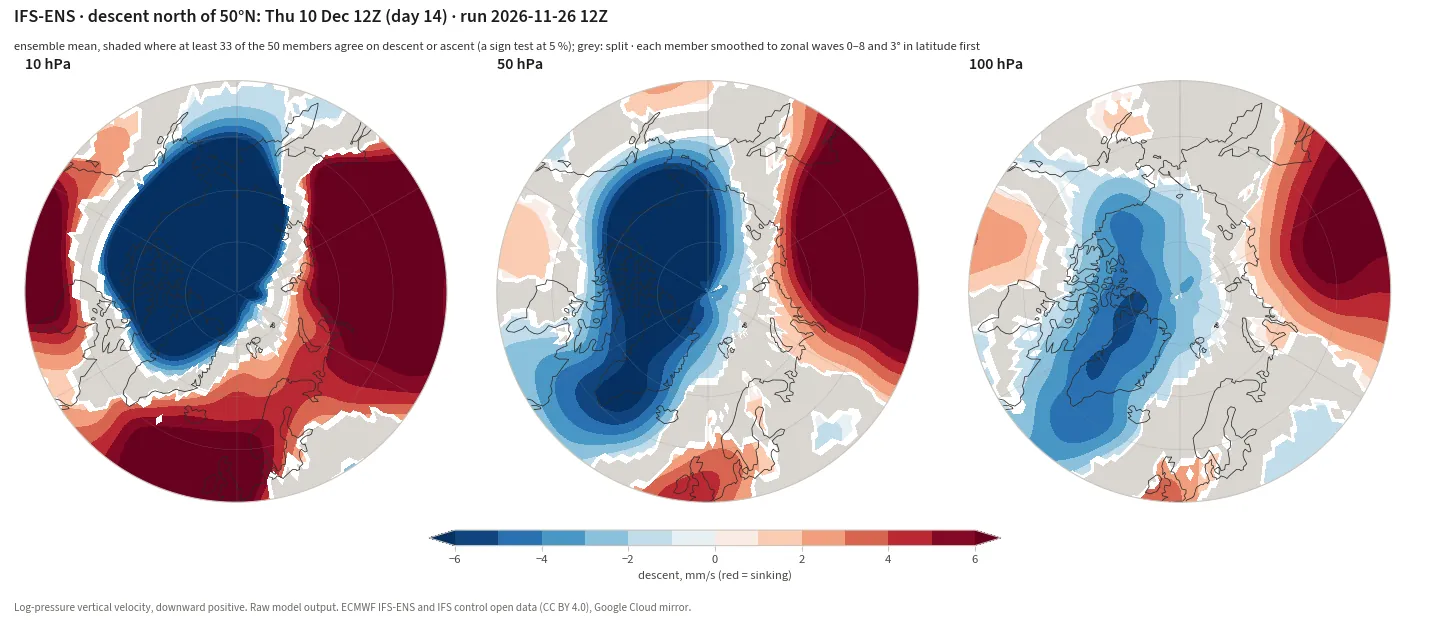 IFS-ENS · descent north of 50°N: Thu 10 Dec 12Z (day 14) · run 2026-11-26 12Z
ensemble mean, shaded where at least 33 of the 50 members agree on descent or ascent (a sign test at 5 %); grey: split · each member smoothed to zonal waves 0–8 and 3° in latitude first
10 hPa
50 hPa
100 hPa
−6 −4 −2 0 2 4 6
descent, mm/s (red = sinking)
Log-pressure vertical velocity, downward positive. Raw model output. ECMWF IFS-ENS and IFS control open data (CC BY 4.0), Google Cloud mirror.